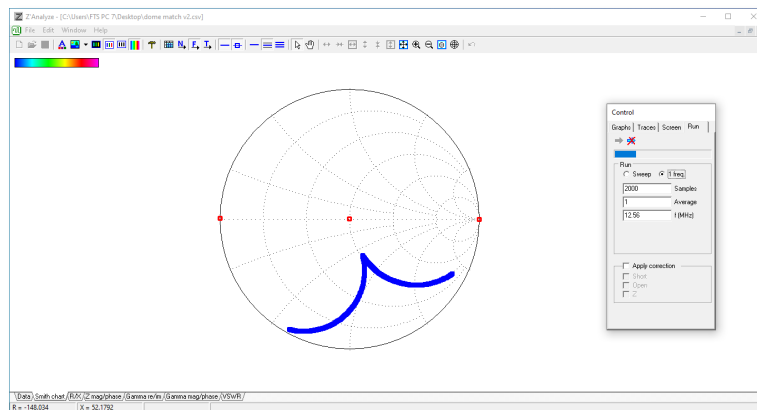 Z'Analyze - [C:\Users\FTS PC 7\Desktop\dome match v2.csv]
File Edit Window Help
Control
Graphs Traces Screen Run
Run
Sweep 1 freq.
2000 Samples
1 Average
12.56 f (MHz)
Apply correction
Short
Open
Z
Data Smith chart R/X Z mag/phase Gamma re/im Gamma mag/phase VSWR
R = -148.034 X = 52.1792